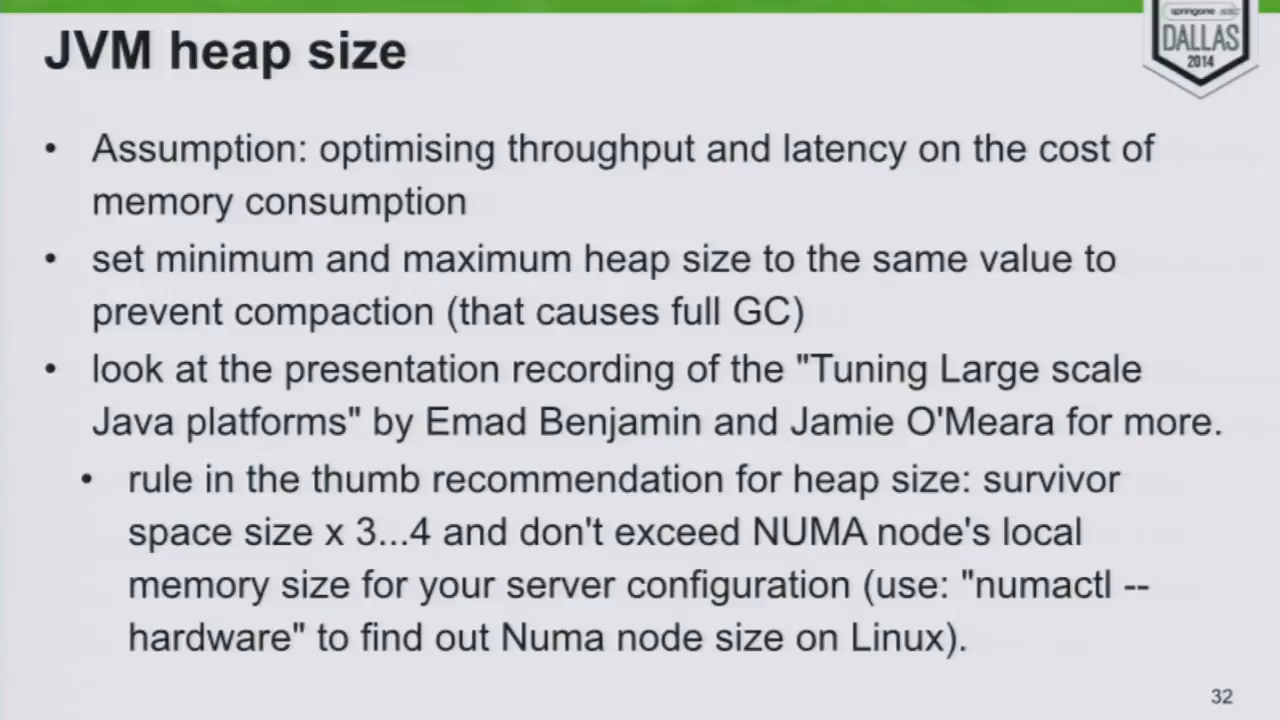 JVM heap size
springone
DALLAS
2014
• Assumption: optimising throughput and latency on the cost of
memory consumption
• set minimum and maximum heap size to the same value to
prevent compaction (that causes full GC)
• look at the presentation recording of the "Tuning Large scale
Java platforms" by Emad Benjamin and Jamie O'Meara for more.
• rule in the thumb recommendation for heap size: survivor
space size x 3...4 and don't exceed NUMA node's local
memory size for your server configuration (use: "numactl --
hardware" to find out Numa node size on Linux).
32